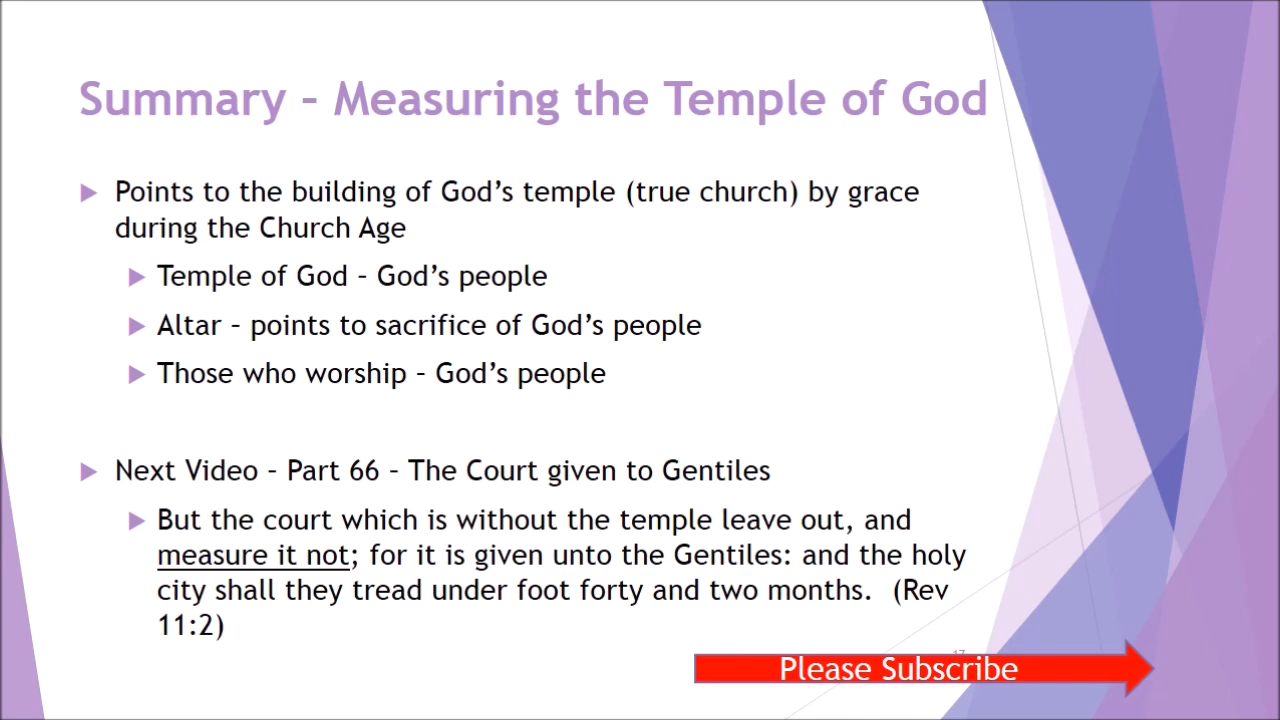 Summary – Measuring the Temple of God
Points to the building of God’s temple (true church) by grace
during the Church Age
Temple of God – God’s people
Altar – points to sacrifice of God’s people
Those who worship – God’s people
Next Video – Part 66 – The Court given to Gentiles
But the court which is without the temple leave out, and
measure it not; for it is given unto the Gentiles: and the holy
city shall they tread under foot forty and two months.  (Rev
11:2)
Please Subscribe